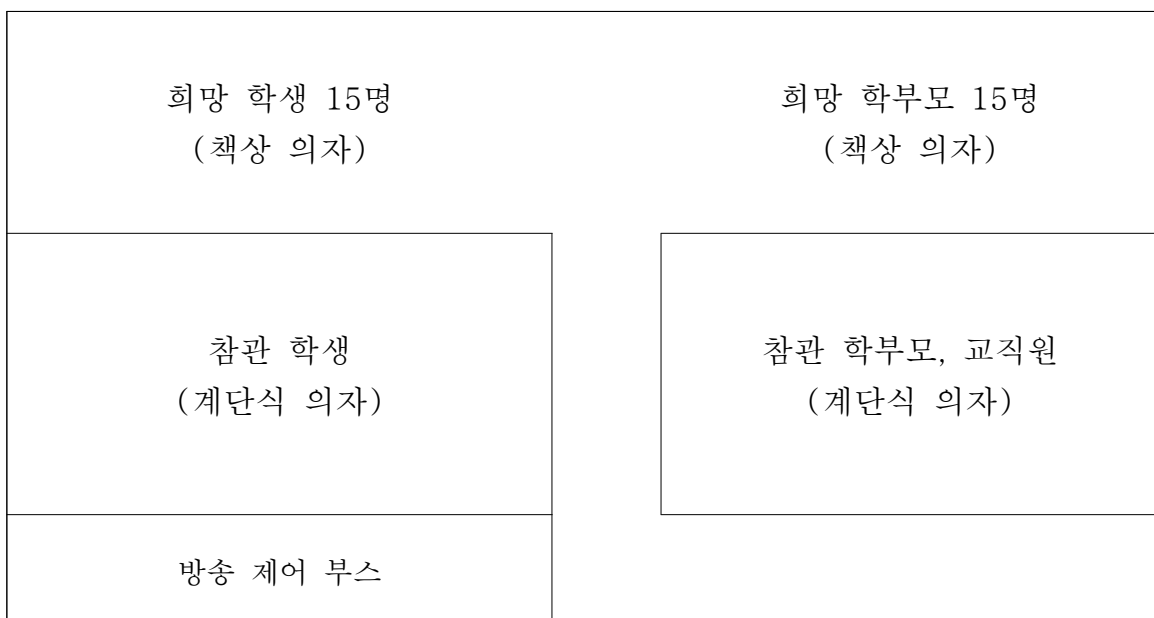 희망 학생 15명
(책상 의자)
희망 학부모 15명
(책상 의자)
참관 학생
(계단식 의자)
참관 학부모, 교직원
(계단식 의자)
방송 제어 부스